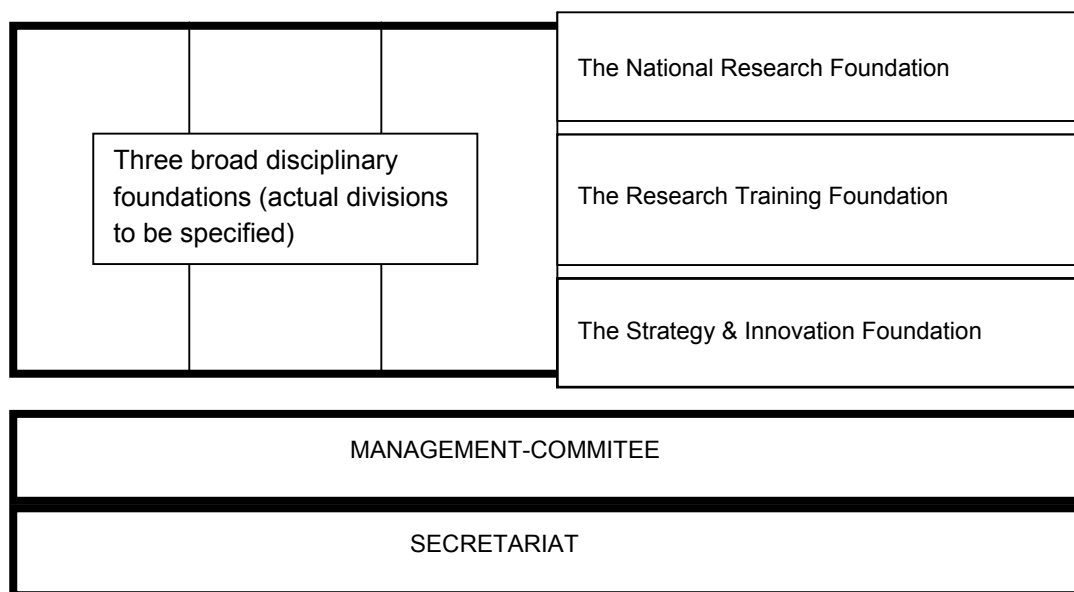 The National Research Foundation
Three broad disciplinary
foundations (actual divisions
to be specified)
The Research Training Foundation
The Strategy & Innovation Foundation
MANAGEMENT-COMMITEE
SECRETARIAT